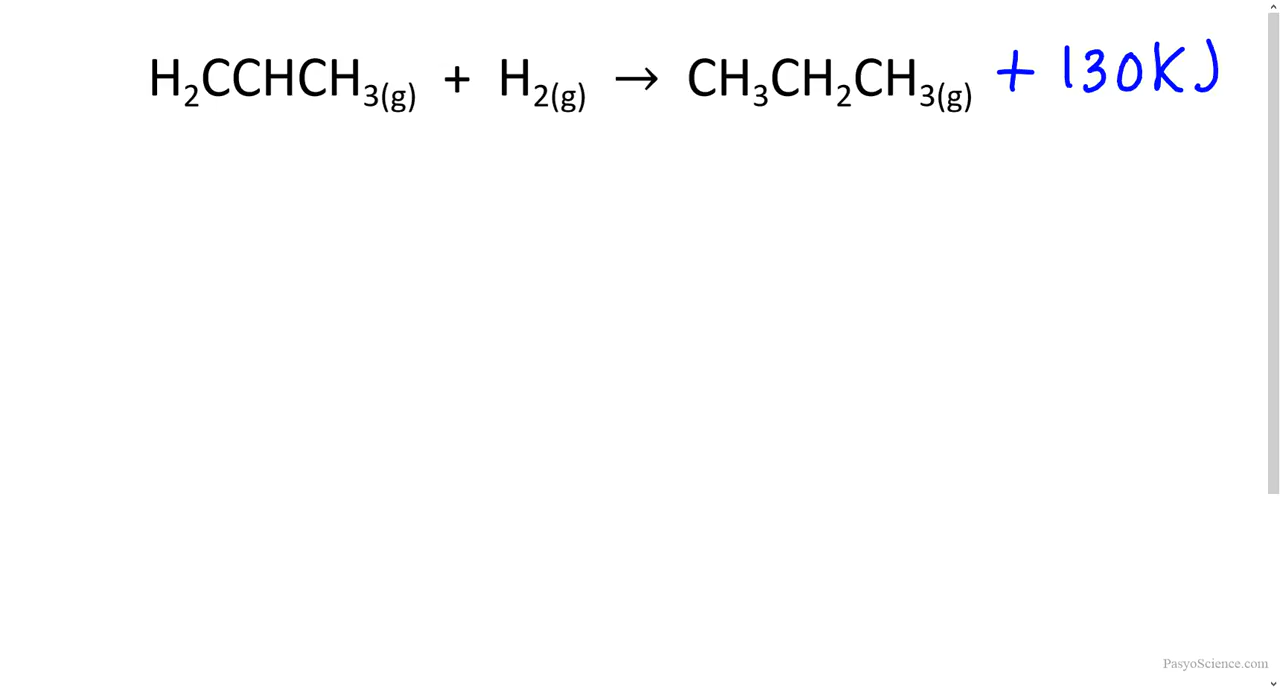 H₂CCHCH₃₍g₎ + H₂₍g₎ → CH₃CH₂CH₃₍g₎ + 130KJ
PasyoScience.com